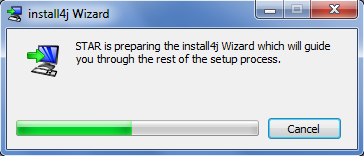 install4j Wizard
STAR is preparing the install4j Wizard which will guide
you through the rest of the setup process.
Cancel